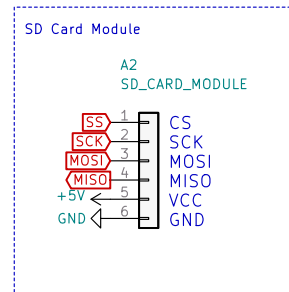 SD Card Module
A2
SD_CARD_MODULE
SS 1 CS
SCK 2 SCK
MOSI 3 MOSI
MISO 4 MISO
+5V 5 VCC
GND 6 GND